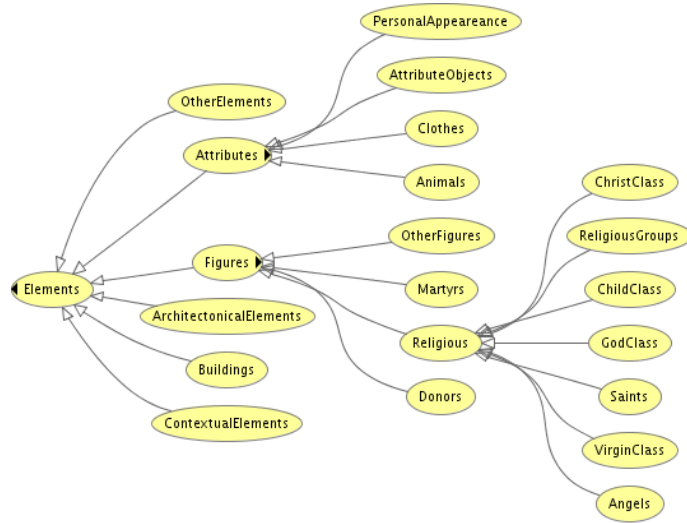 PersonalAppeareance
AttributeObjects
OtherElements
Clothes
Attributes
Animals
ChristClass
OtherFigures
ReligiousGroups
Figures
Martyrs
Elements
ChildClass
ArchitectonicalElements
Religious
GodClass
Buildings
Donors
Saints
ContextualElements
VirginClass
Angels